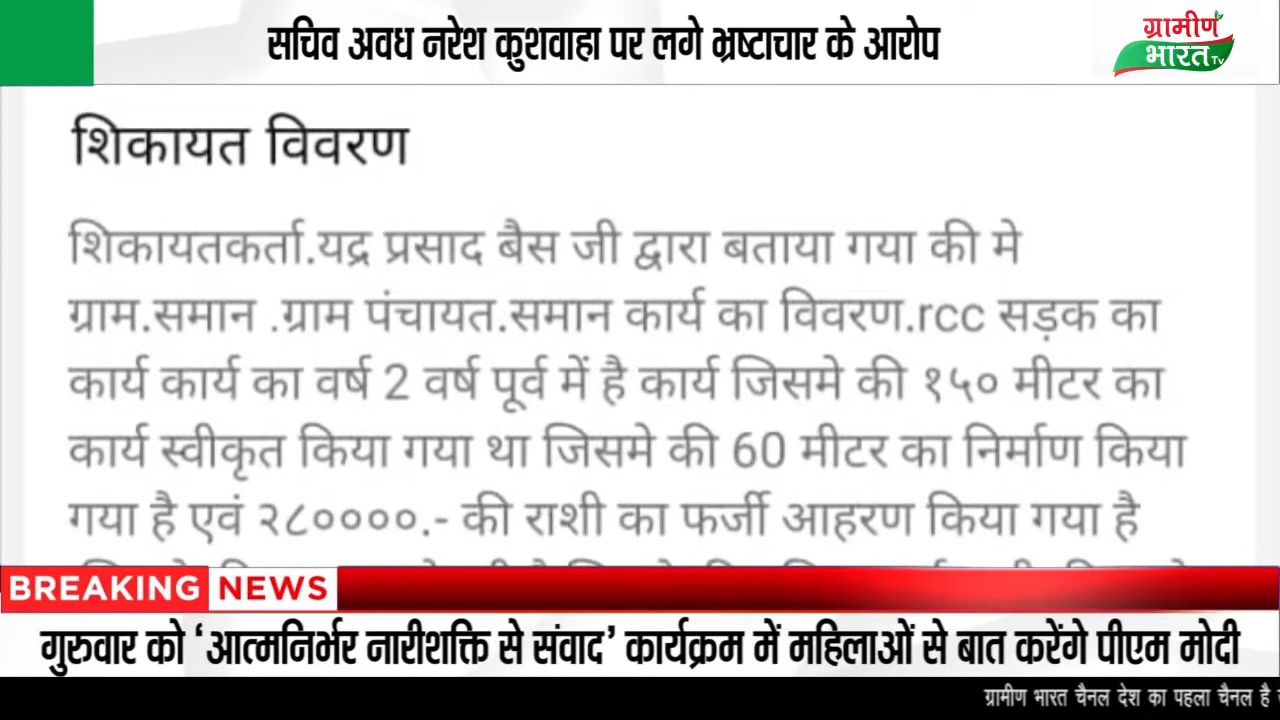 सचिव अवध नरेश कुशवाहा पर लगे भ्रष्टाचार के आरोप
ग्रामीण
भारत TV
शिकायत विवरण
शिकायतकर्ता.यद्र प्रसाद बैस जी द्वारा बताया गया की मे
ग्राम.समान .ग्राम पंचायत.समान कार्य का विवरण.rcc सड़क का
कार्य कार्य का वर्ष 2 वर्ष पूर्व में है कार्य जिसमे की १५० मीटर का
कार्य स्वीकृत किया गया था जिसमे की 60 मीटर का निर्माण किया
गया है एवं २८००००.- की राशी का फर्जी आहरण किया गया है
BREAKING NEWS
गुरुवार को ‘आत्मनिर्भर नारीशक्ति से संवाद’ कार्यक्रम में महिलाओं से बात करेंगे पीएम मोदी
ग्रामीण भारत चैनल देश का पहला चैनल है